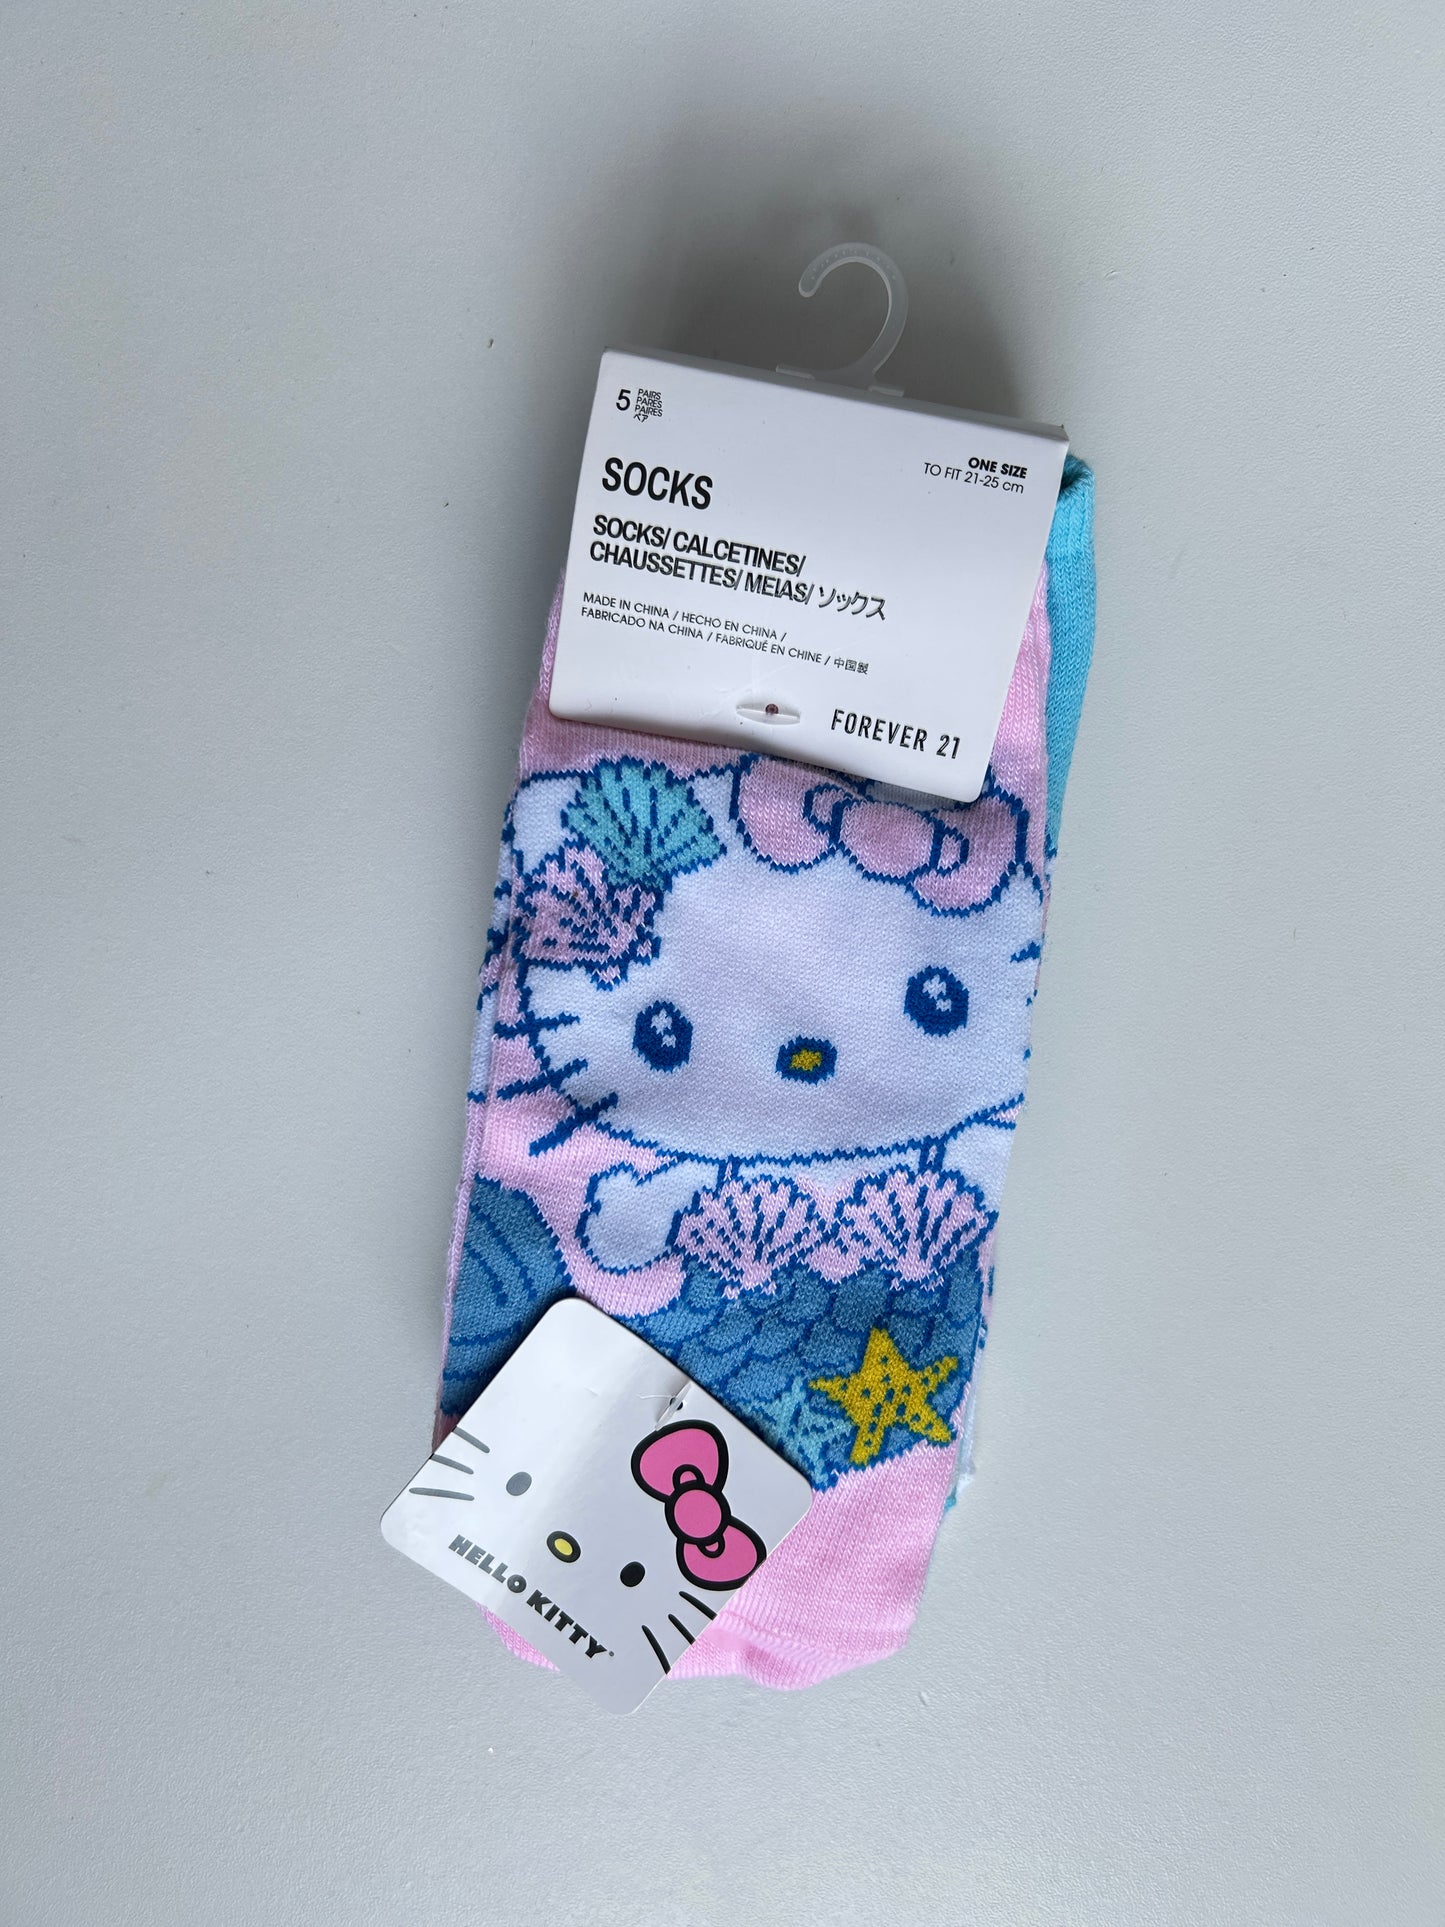 5 PAIRS
PARES
PAIRES
ペア
ONE SIZE
TO FIT 21-25 cm
SOCKS
SOCKS/ CALCETINES/
CHAUSSETTES/ MEIAS/ ソックス
MADE IN CHINA / HECHO EN CHINA /
FABRICADO NA CHINA / FABRIQUÉ EN CHINE / 中国製
FOREVER 21
HELLO KITTY